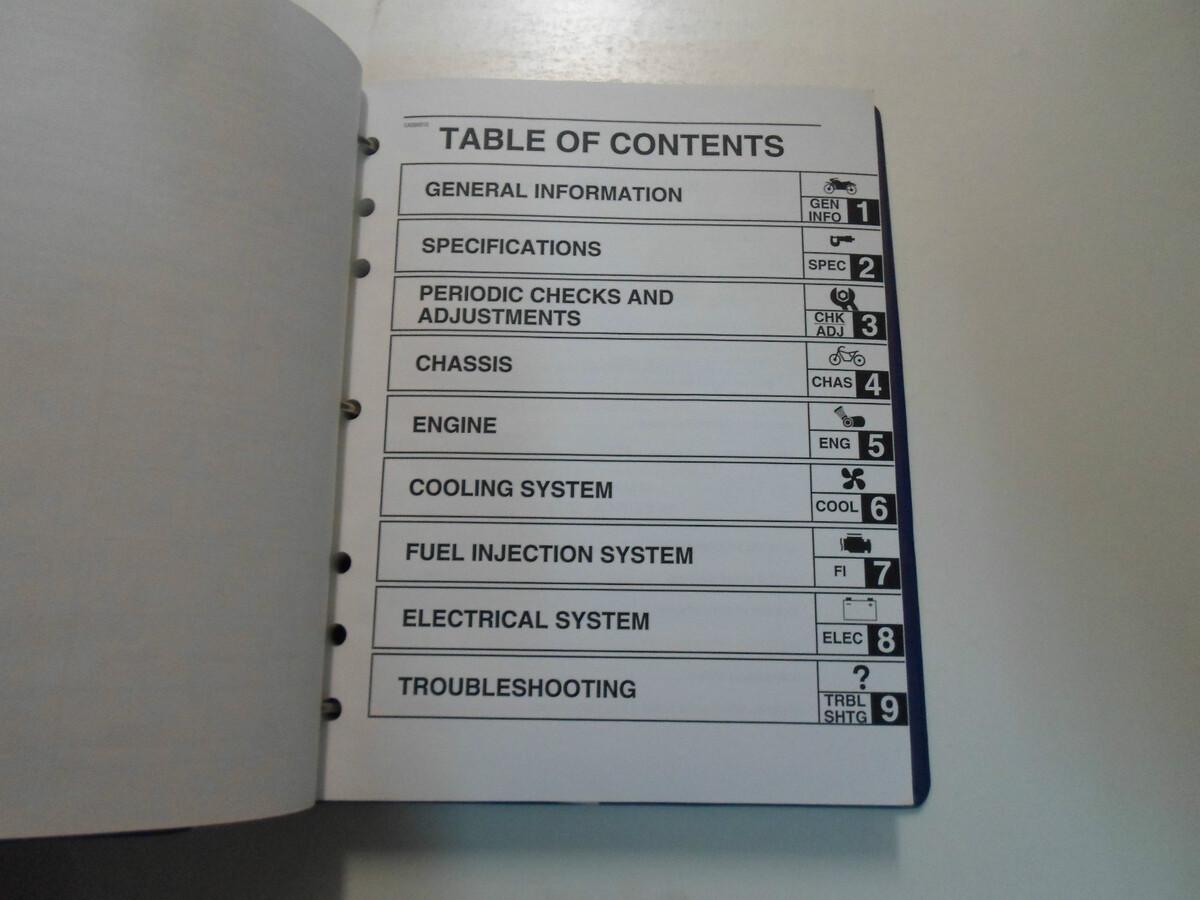 TABLE OF CONTENTS
GENERAL INFORMATION
GEN
INFO 1
SPECIFICATIONS
SPEC 2
PERIODIC CHECKS AND
ADJUSTMENTS
CHK
ADJ 3
CHASSIS
CHAS 4
ENGINE
ENG 5
COOLING SYSTEM
COOL 6
FUEL INJECTION SYSTEM
FI 7
ELECTRICAL SYSTEM
ELEC 8
TROUBLESHOOTING
?
TRBL
SHTG 9